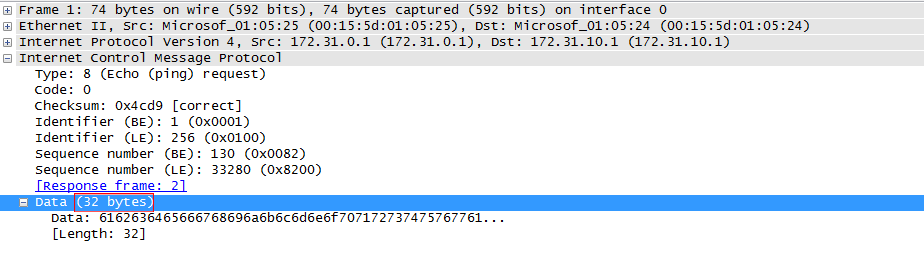 Frame 1: 74 bytes on wire (592 bits), 74 bytes captured (592 bits) on interface 0
Ethernet II, Src: Microsof_01:05:25 (00:15:5d:01:05:25), Dst: Microsof_01:05:24 (00:15:5d:01:05:24)
Internet Protocol Version 4, Src: 172.31.0.1 (172.31.0.1), Dst: 172.31.10.1 (172.31.10.1)
Internet Control Message Protocol
Type: 8 (Echo (ping) request)
Code: 0
Checksum: 0x4cd9 [correct]
Identifier (BE): 1 (0x0001)
Identifier (LE): 256 (0x0100)
Sequence number (BE): 130 (0x0082)
Sequence number (LE): 33280 (0x8200)
[Response frame: 2]
Data (32 bytes)
Data: 6162636465666768696a6b6c6d6e6f707172737475767761...
[Length: 32]